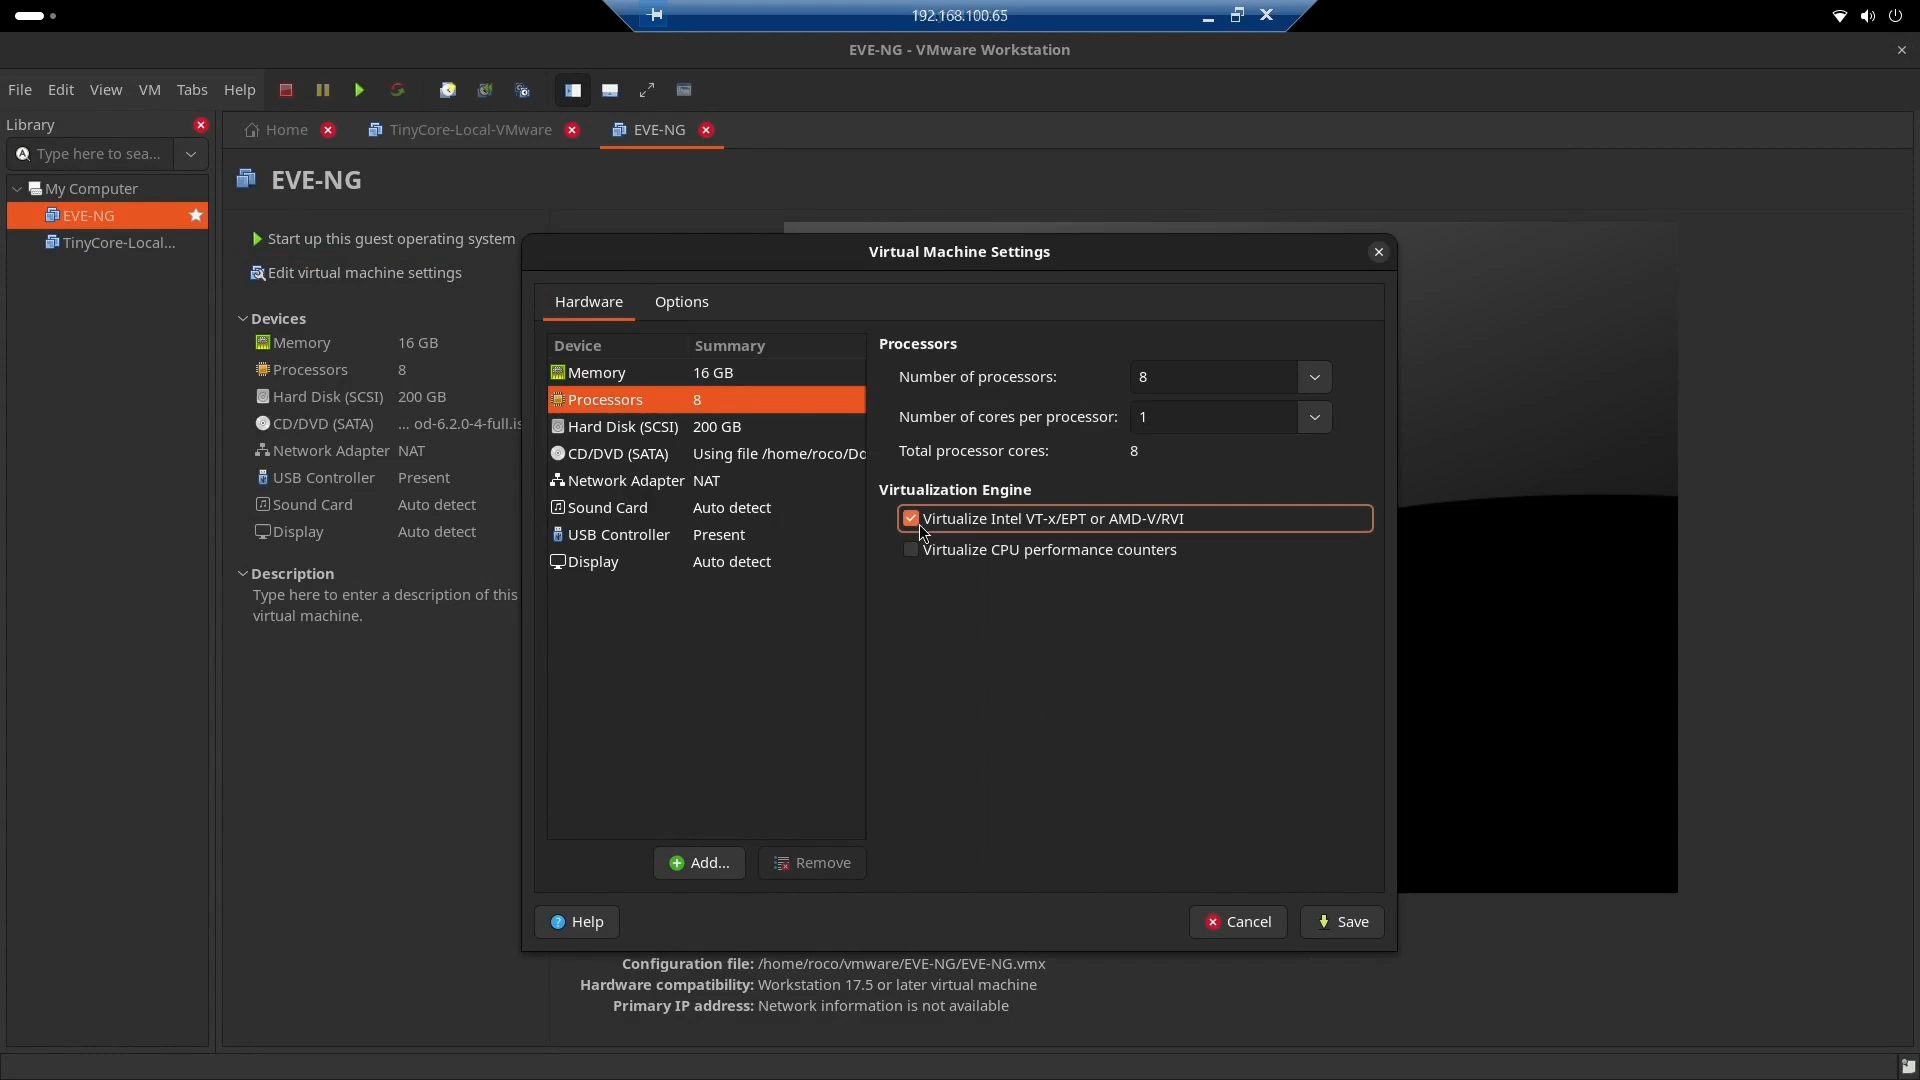 192.168.100.65
EVE-NG - VMware Workstation
File Edit View VM Tabs Help
Library
Type here to sea...
My Computer
EVE-NG
TinyCore-Local...
Home
TinyCore-Local-VMware
EVE-NG
EVE-NG
Start up this guest operating system
Edit virtual machine settings
Devices
Memory 16 GB
Processors 8
Hard Disk (SCSI) 200 GB
CD/DVD (SATA) ... od-6.2.0-4-full.is
Network Adapter NAT
USB Controller Present
Sound Card Auto detect
Display Auto detect
Description
Type here to enter a description of this
virtual machine.
Virtual Machine Settings
Hardware Options
Device Summary
Memory 16 GB
Processors 8
Hard Disk (SCSI) 200 GB
CD/DVD (SATA) Using file /home/roco/Do
Network Adapter NAT
Sound Card Auto detect
USB Controller Present
Display Auto detect
Add...
Remove
Processors
Number of processors: 8
Number of cores per processor: 1
Total processor cores: 8
Virtualization Engine
Virtualize Intel VT-x/EPT or AMD-V/RVI
Virtualize CPU performance counters
Help
Cancel
Save
Configuration file: /home/roco/vmware/EVE-NG/EVE-NG.vmx
Hardware compatibility: Workstation 17.5 or later virtual machine
Primary IP address: Network information is not available